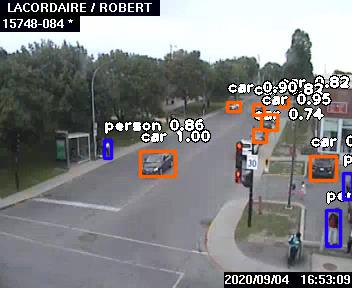 LACORDAIRE / ROBERT
15748-084 *
car 0.90
0.82
car 0.95
car 0.74
person 0.86
car 1.00
30
2020/09/04 16:53:09